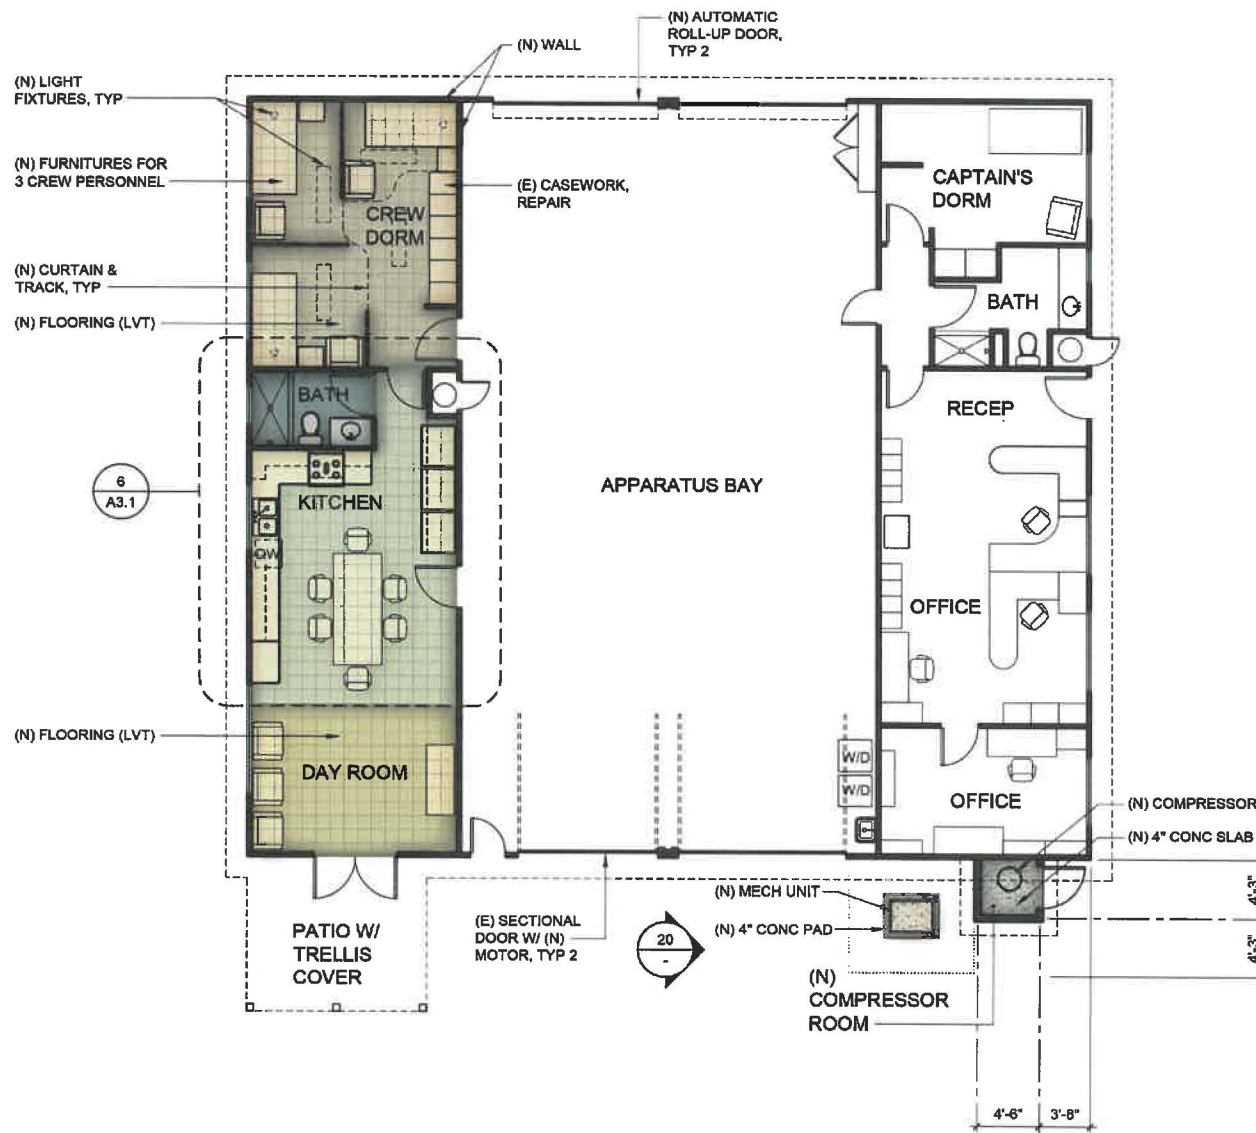 (N) AUTOMATIC
ROLL-UP DOOR,
TYP 2
(N) WALL
(N) LIGHT
FIXTURES, TYP
(N) FURNITURES FOR
3 CREW PERSONNEL
(E) CASEWORK,
REPAIR
CREW
DORM
CAPTAIN'S
DORM
(N) CURTAIN &
TRACK, TYP
(N) FLOORING (LVT)
BATH
BATH
RECEP
6
A3.1
KITCHEN
APPARATUS BAY
DW
OFFICE
(N) FLOORING (LVT)
DAY ROOM
W/D
W/D
OFFICE
(N) COMPRESSOR
(N) 4" CONC SLAB
(N) MECH UNIT
(N) 4" CONC PAD
4'-3"
4'-3"
PATIO W/
TRELLIS
COVER
(E) SECTIONAL
DOOR W/ (N)
MOTOR, TYP 2
20
-
(N)
COMPRESSOR
ROOM
4'-6"
3'-8"